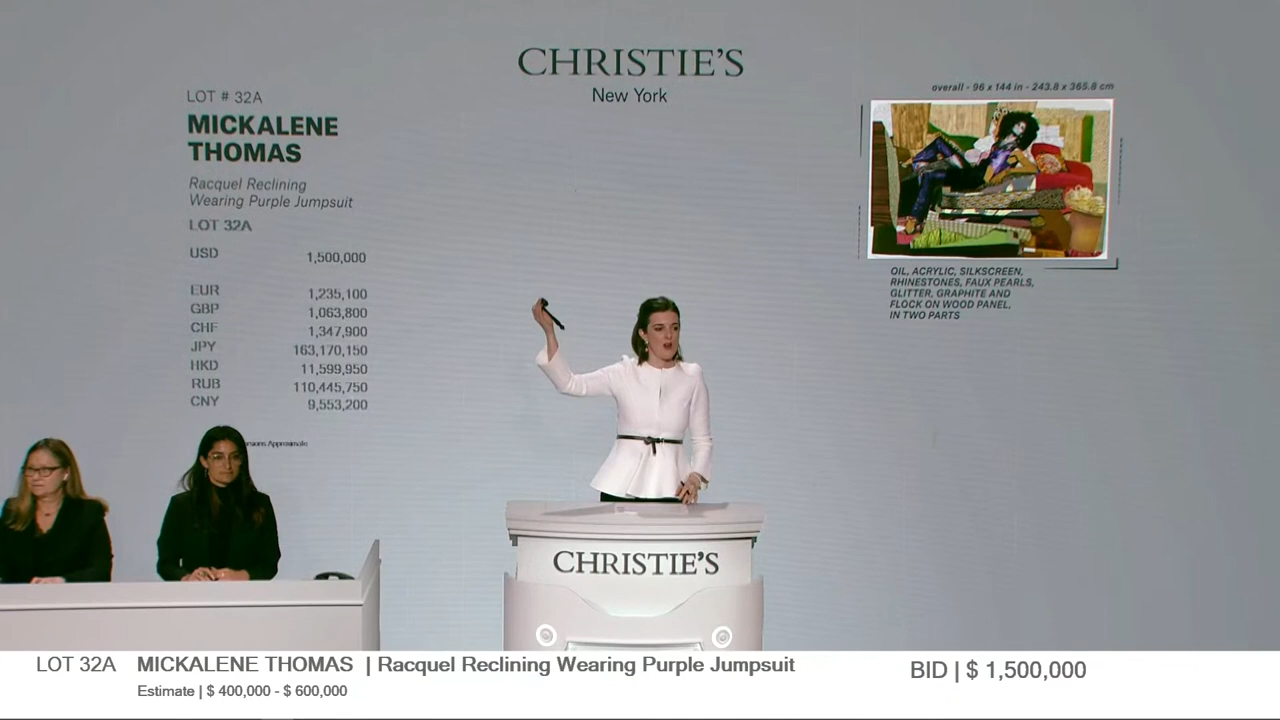 CHRISTIE'S
New York
LOT # 32A
MICKALENE
THOMAS
Racquel Reclining
Wearing Purple Jumpsuit
LOT 32A
USD 1,500,000
EUR 1,235,100
GBP 1,063,800
CHF 1,347,900
JPY 163,170,150
HKD 11,599,950
RUB 110,445,750
CNY 9,553,200
Approximate
overall - 96 x 144 in - 243.8 x 365.8 cm
OIL, ACRYLIC, SILKSCREEN,
RHINESTONES, FAUX PEARLS,
GLITTER, GRAPHITE AND
FLOCK ON WOOD PANEL,
IN TWO PARTS
CHRISTIE'S
LOT 32A MICKALENE THOMAS | Racquel Reclining Wearing Purple Jumpsuit
Estimate | $ 400,000 - $ 600,000
BID | $ 1,500,000